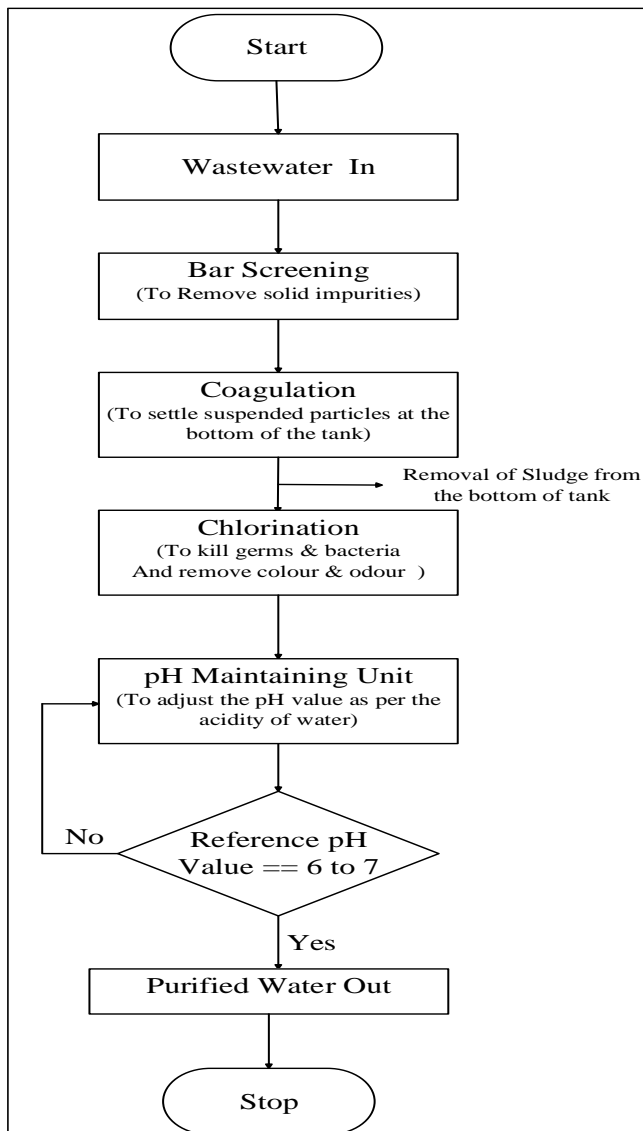 Start
Wastewater In
Bar Screening
(To Remove solid impurities)
Coagulation
(To settle suspended particles at the
bottom of the tank)
Removal of Sludge from
the bottom of tank
Chlorination
(To kill germs & bacteria
And remove colour & odour )
pH Maintaining Unit
(To adjust the pH value as per the
acidity of water)
No
Reference pH
Value == 6 to 7
Yes
Purified Water Out
Stop